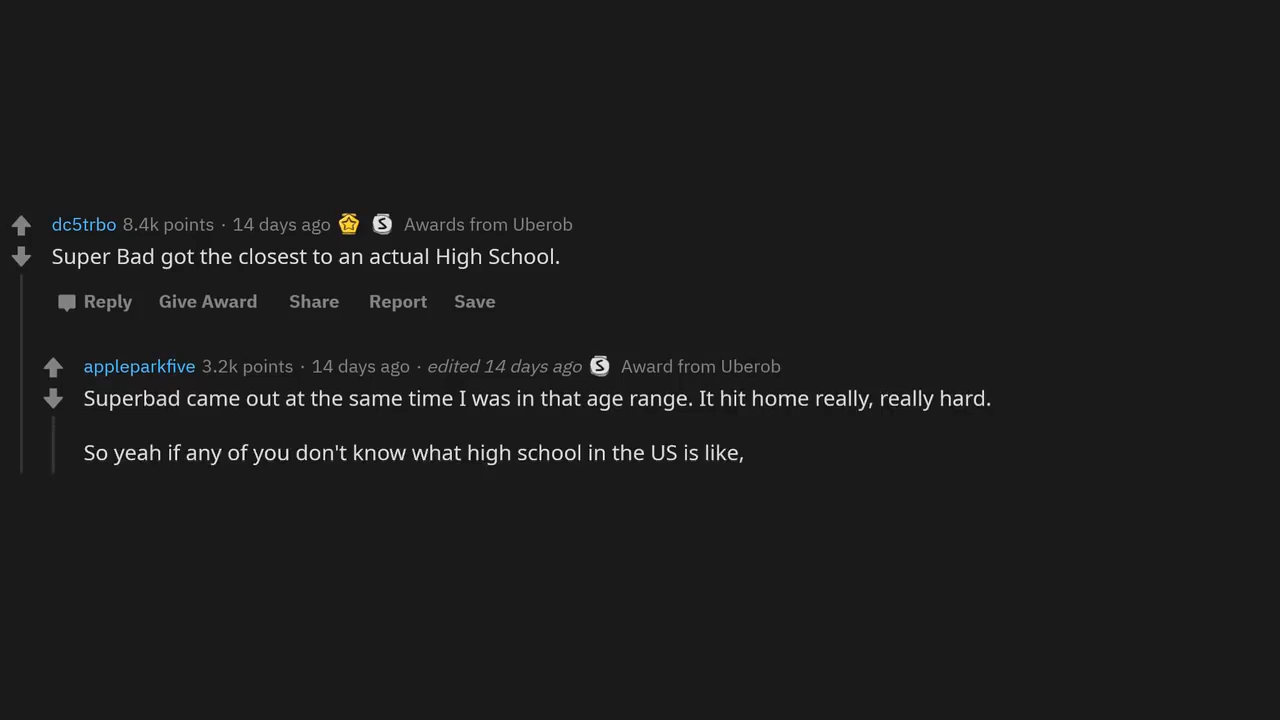 dc5trbo 8.4k points · 14 days ago S Awards from Uberob
Super Bad got the closest to an actual High School.
Reply Give Award Share Report Save
appleparkfive 3.2k points · 14 days ago · edited 14 days ago S Award from Uberob
Superbad came out at the same time I was in that age range. It hit home really, really hard.
So yeah if any of you don't know what high school in the US is like,